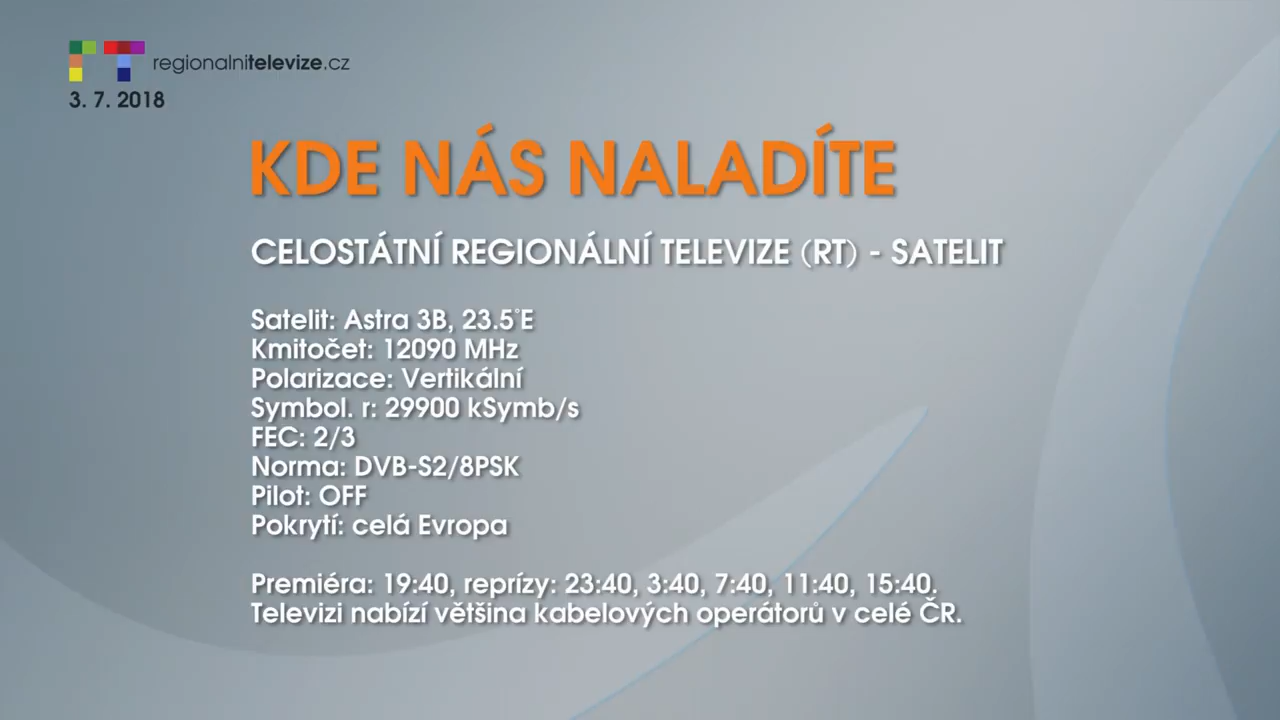 regionalnitelevize.cz
3. 7. 2018
KDE NÁS NALADÍTE
CELOSTÁTNÍ REGIONÁLNÍ TELEVIZE (RT) - SATELIT
Satelit: Astra 3B, 23.5°E
Kmitočet: 12090 MHz
Polarizace: Vertikální
Symbol. r: 29900 kSymb/s
FEC: 2/3
Norma: DVB-S2/8PSK
Pilot: OFF
Pokrytí: celá Evropa
Premiéra: 19:40, reprízy: 23:40, 3:40, 7:40, 11:40, 15:40.
Televizi nabízí většina kabelových operátorů v celé ČR.